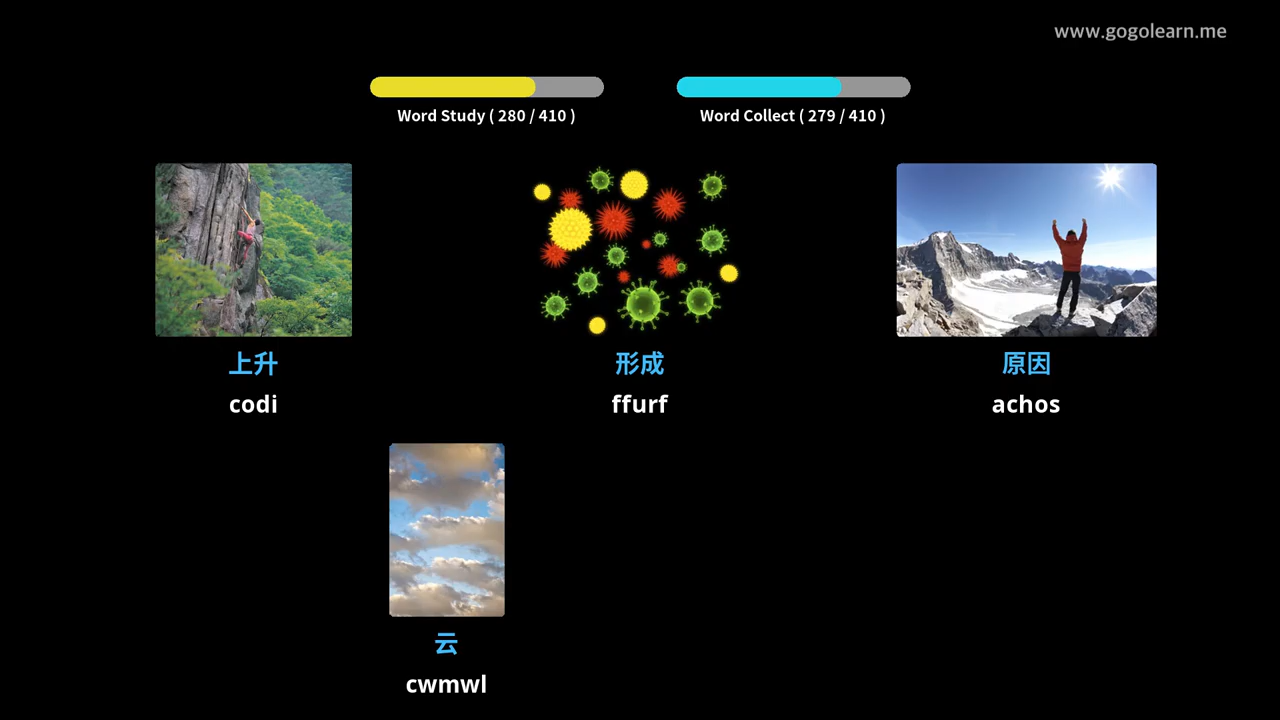 www.gogolearn.me
Word Study ( 280 / 410 )
Word Collect ( 279 / 410 )
上升
形成
原因
codi
ffurf
achos
云
cwmwl